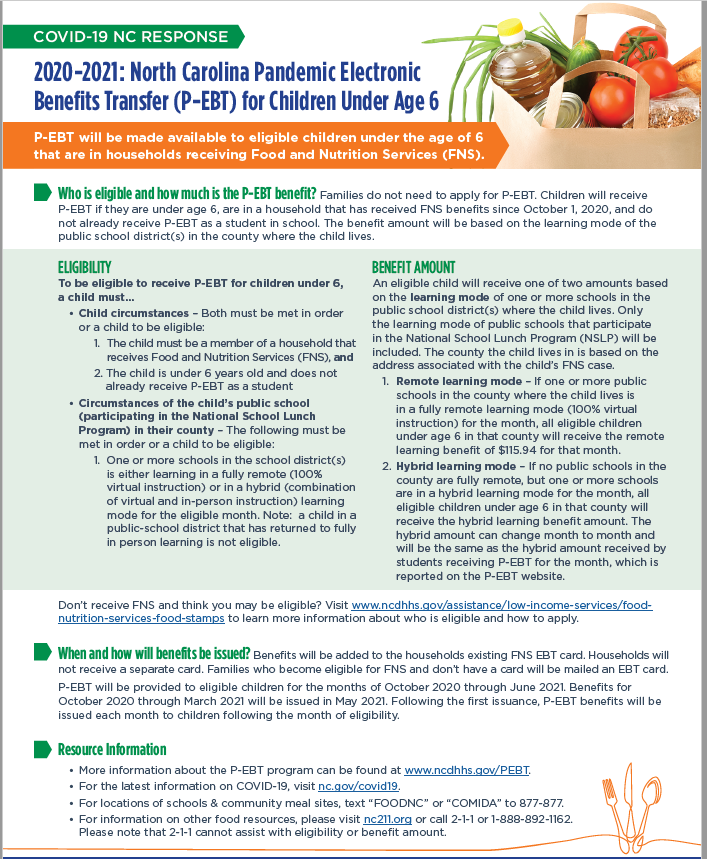 COVID-19 NC RESPONSE
2020-2021: North Carolina Pandemic Electronic
Benefits Transfer (P-EBT) for Children Under Age 6
P-EBT will be made available to eligible children under the age of 6
that are in households receiving Food and Nutrition Services (FNS).
Who is eligible and how much is the P-EBT benefit? Families do not need to apply for P-EBT. Children will receive
P-EBT if they are under age 6, are in a household that has received FNS benefits since October 1, 2020, and do
not already receive P-EBT as a student in school. The benefit amount will be based on the learning mode of the
public school district(s) in the county where the child lives.
ELIGIBILITY
To be eligible to receive P-EBT for children under 6,
a child must...
• Child circumstances – Both must be met in order
or a child to be eligible:
1. The child must be a member of a household that
receives Food and Nutrition Services (FNS), and
2. The child is under 6 years old and does not
already receive P-EBT as a student
• Circumstances of the child's public school
(participating in the National School Lunch
Program) in their county – The following must be
met in order or a child to be eligible:
1. One or more schools in the school district(s)
is either learning in a fully remote (100%
virtual instruction) or in a hybrid (combination
of virtual and in-person instruction) learning
mode for the eligible month. Note: a child in a
public-school district that has returned to fully
in person learning is not eligible.
BENEFIT AMOUNT
An eligible child will receive one of two amounts based
on the learning mode of one or more schools in the
public school district(s) where the child lives. Only
the learning mode of public schools that participate
in the National School Lunch Program (NSLP) will be
included. The county the child lives in is based on the
address associated with the child's FNS case.
1. Remote learning mode – If one or more public
schools in the county where the child lives is
in a fully remote learning mode (100% virtual
instruction) for the month, all eligible children
under age 6 in that county will receive the remote
learning benefit of $115.94 for that month.
2. Hybrid learning mode – If no public schools in the
county are fully remote, but one or more schools
are in a hybrid learning mode for the month, all
eligible children under age 6 in that county will
receive the hybrid learning benefit amount. The
hybrid amount can change month to month and
will be the same as the hybrid amount received by
students receiving P-EBT for the month, which is
reported on the P-EBT website.
Don't receive FNS and think you may be eligible? Visit www.ncdhhs.gov/assistance/low-income-services/food-
nutrition-services-food-stamps to learn more information about who is eligible and how to apply.
When and how will benefits be issued? Benefits will be added to the households existing FNS EBT card. Households will
not receive a separate card. Families who become eligible for FNS and don't have a card will be mailed an EBT card.
P-EBT will be provided to eligible children for the months of October 2020 through June 2021. Benefits for
October 2020 through March 2021 will be issued in May 2021. Following the first issuance, P-EBT benefits will be
issued each month to children following the month of eligibility.
Resource Information
• More information about the P-EBT program can be found at www.ncdhhs.gov/PEBT.
• For the latest information on COVID-19, visit nc.gov/covid19.
• For locations of schools & community meal sites, text “FOODNC” or “COMIDA” to 877-877.
• For information on other food resources, please visit nc211.org or call 2-1-1 or 1-888-892-1162.
Please note that 2-1-1 cannot assist with eligibility or benefit amount.